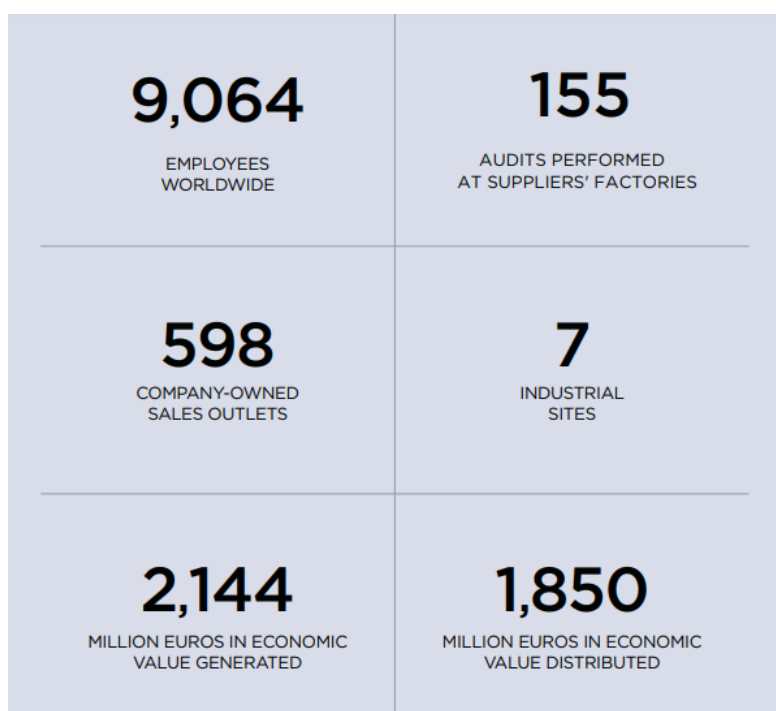 9,064
EMPLOYEES
WORLDWIDE
155
AUDITS PERFORMED
AT SUPPLIERS' FACTORIES
598
COMPANY-OWNED
SALES OUTLETS
7
INDUSTRIAL
SITES
2,144
MILLION EUROS IN ECONOMIC
VALUE GENERATED
1,850
MILLION EUROS IN ECONOMIC
VALUE DISTRIBUTED